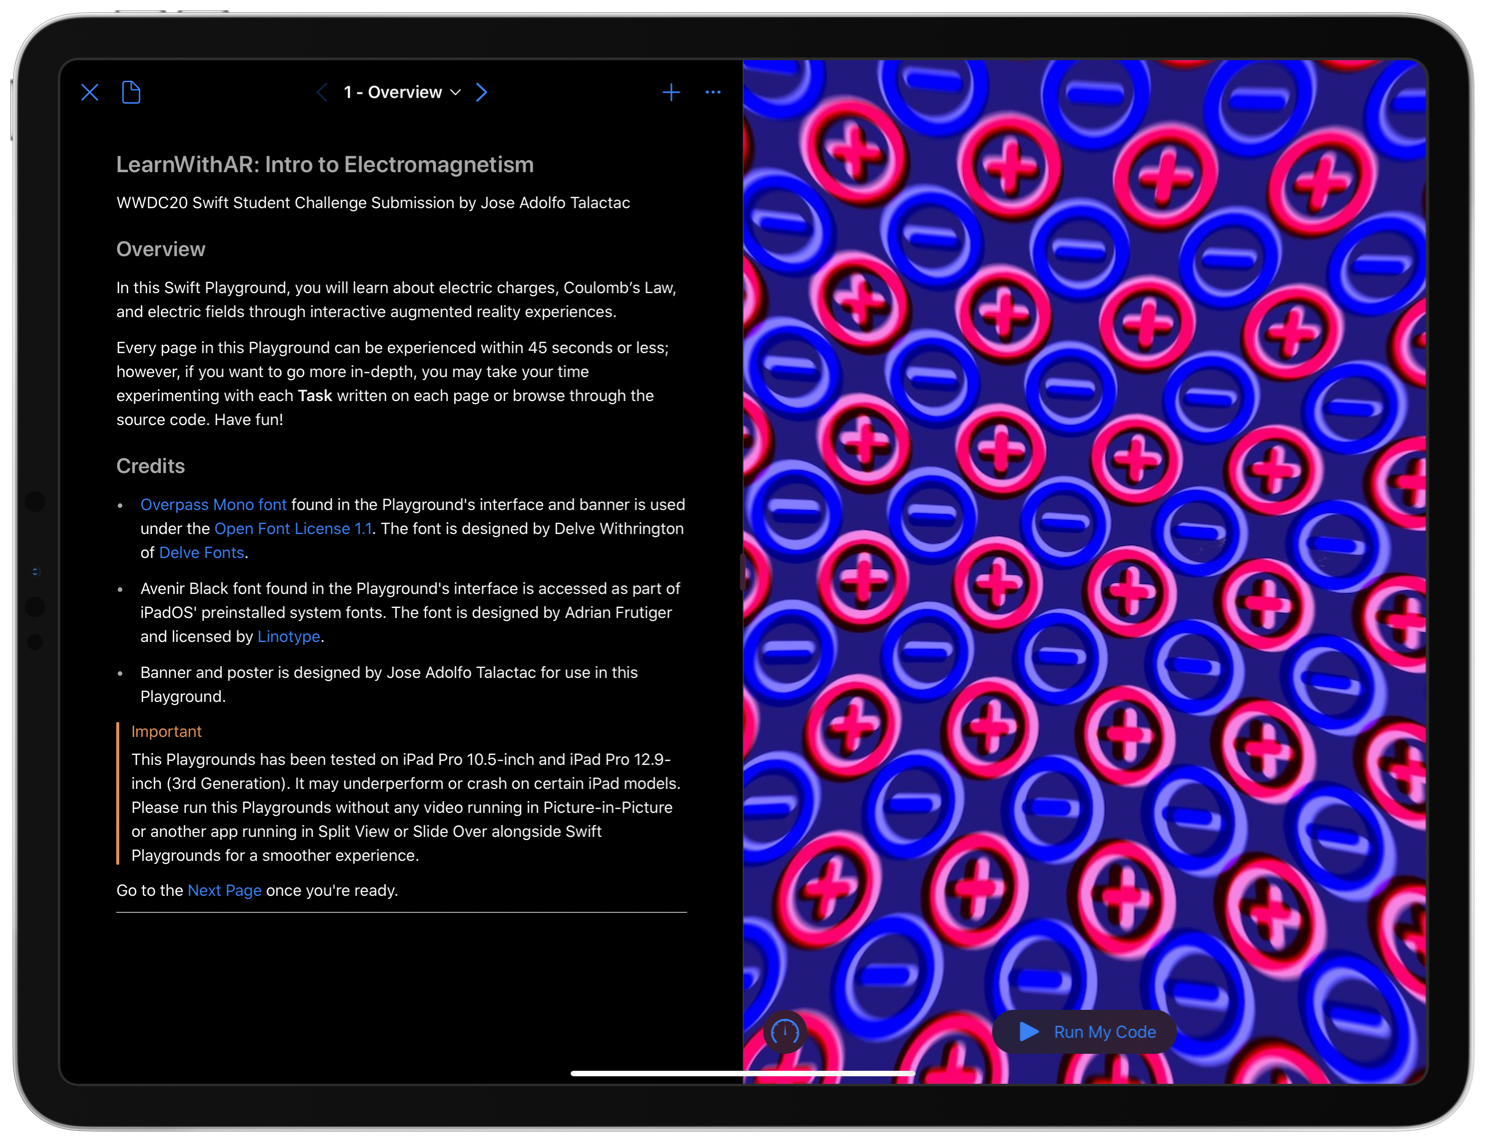 1 - Overview
LearnWithAR: Intro to Electromagnetism
WWDC20 Swift Student Challenge Submission by Jose Adolfo Talactac
Overview
In this Swift Playground, you will learn about electric charges, Coulomb's Law,
and electric fields through interactive augmented reality experiences.
Every page in this Playground can be experienced within 45 seconds or less;
however, if you want to go more in-depth, you may take your time
experimenting with each Task written on each page or browse through the
source code. Have fun!
Credits
• Overpass Mono font found in the Playground's interface and banner is used
under the Open Font License 1.1. The font is designed by Delve Withrington
of Delve Fonts.
• Avenir Black font found in the Playground's interface is accessed as part of
iPadOS' preinstalled system fonts. The font is designed by Adrian Frutiger
and licensed by Linotype.
• Banner and poster is designed by Jose Adolfo Talactac for use in this
Playground.
Important
This Playgrounds has been tested on iPad Pro 10.5-inch and iPad Pro 12.9-
inch (3rd Generation). It may underperform or crash on certain iPad models.
Please run this Playgrounds without any video running in Picture-in-Picture
or another app running in Split View or Slide Over alongside Swift
Playgrounds for a smoother experience.
Go to the Next Page once you're ready.
Run My Code